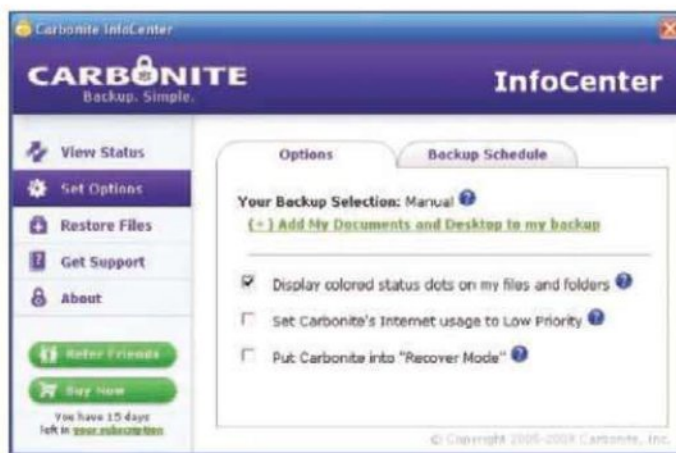 Carbonite InfoCenter
CARBONITE
Backup. Simple.
InfoCenter
View Status
Set Options
Restore Files
Get Support
About
Refer Friends
Buy Now
You have 15 days
left in your subscription
Options
Backup Schedule
Your Backup Selection: Manual ?
(+) Add My Documents and Desktop to my backup
Display colored status dots on my files and folders ?
Set Carbonite's Internet usage to Low Priority ?
Put Carbonite into "Recover Mode" ?
© Copyright 2005-2009 Carbonite, Inc.